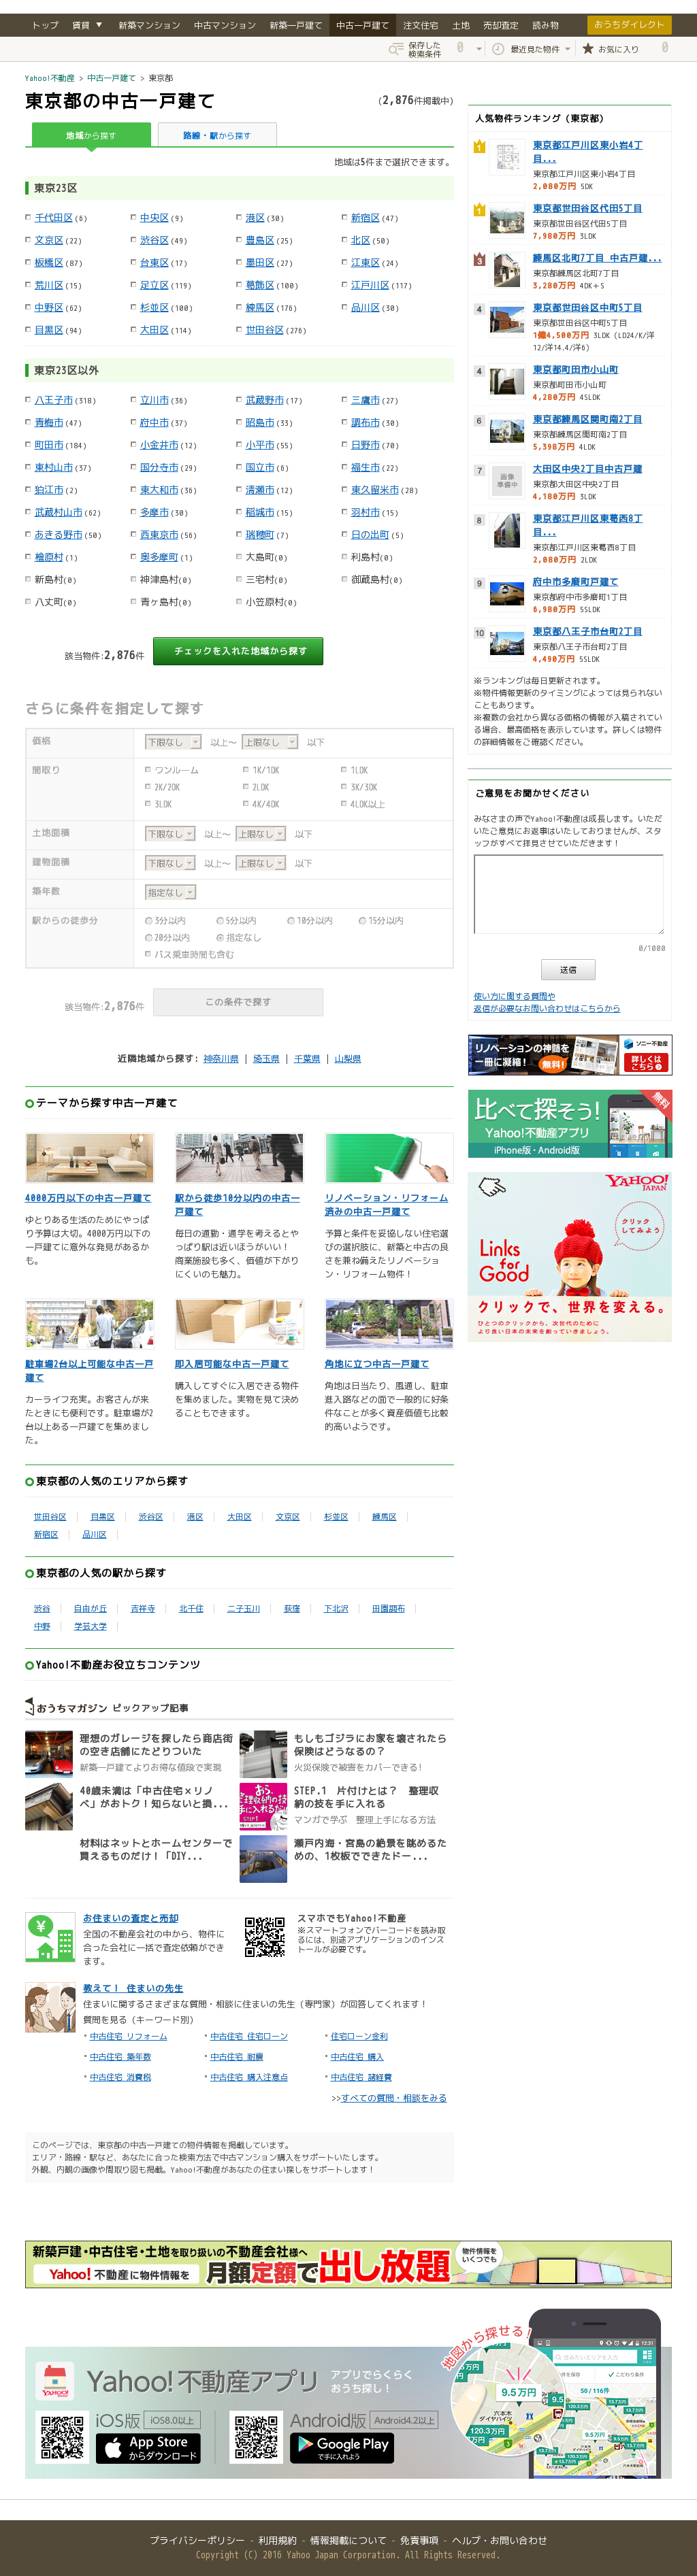 トップ 賃貸 ▼ 新築マンション 中古マンション 新築一戸建て 中古一戸建て 注文住宅 土地 売却査定 読み物 おうちダイレクト
保存した検索条件 0 最近見た物件 お気に入り 0
Yahoo!不動産 > 中古一戸建て > 東京都
東京都の中古一戸建て
(2,876件掲載中)
地域から探す 路線・駅から探す
地域は5件まで選択できます。
東京23区
千代田区(6) 中央区(9) 港区(30) 新宿区(47)
文京区(22) 渋谷区(49) 豊島区(25) 北区(50)
板橋区(87) 台東区(17) 墨田区(27) 江東区(24)
荒川区(15) 足立区(119) 葛飾区(100) 江戸川区(117)
中野区(62) 杉並区(100) 練馬区(176) 品川区(30)
目黒区(94) 大田区(114) 世田谷区(276)
東京23区以外
八王子市(318) 立川市(36) 武蔵野市(17) 三鷹市(27)
青梅市(47) 府中市(37) 昭島市(33) 調布市(30)
町田市(184) 小金井市(12) 小平市(55) 日野市(70)
東村山市(37) 国分寺市(29) 国立市(6) 福生市(22)
狛江市(2) 東大和市(36) 清瀬市(12) 東久留米市(28)
武蔵村山市(62) 多摩市(30) 稲城市(15) 羽村市(15)
あきる野市(50) 西東京市(56) 瑞穂町(7) 日の出町(5)
檜原村(1) 奥多摩町(1) 大島町(0) 利島村(0)
新島村(0) 神津島村(0) 三宅村(0) 御蔵島村(0)
八丈町(0) 青ヶ島村(0) 小笠原村(0)
該当物件:2,876件 チェックを入れた地域から探す
さらに条件を指定して探す
価格 下限なし 以上～ 上限なし 以下
間取り ワンルーム 1K/1DK 1LDK
2K/2DK 2LDK 3K/3DK
3LDK 4K/4DK 4LDK以上
土地面積 下限なし 以上～ 上限なし 以下
建物面積 下限なし 以上～ 上限なし 以下
築年数 指定なし
駅からの徒歩分 3分以内 5分以内 10分以内 15分以内
20分以内 指定なし
バス乗車時間も含む
該当物件:2,876件 この条件で探す
近隣地域から探す: 神奈川県 | 埼玉県 | 千葉県 | 山梨県
テーマから探す中古一戸建て
4000万円以下の中古一戸建て
ゆとりある生活のためにやっぱり予算は大切。4000万円以下の一戸建てに意外な発見があるかも。
駅から徒歩10分以内の中古一戸建て
毎日の通勤・通学を考えるとやっぱり駅は近いほうがいい！商業施設も多く、価値が下がりにくいのも魅力。
リノベーション・リフォーム済みの中古一戸建て
予算と条件を妥協しない住宅選びの選択肢に、新築と中古の良さを兼ね備えたリノベーション・リフォーム物件！
駐車場2台以上可能な中古一戸建て
カーライフ充実。お客さんが来たときにも便利です。駐車場が2台以上ある一戸建てを集めました。
即入居可能な中古一戸建て
購入してすぐに入居できる物件を集めました。実物を見て決めることもできます。
角地に立つ中古一戸建て
角地は日当たり、風通し、駐車進入路などの面で一般的に好条件なことが多く資産価値も比較的高いようです。
東京都の人気のエリアから探す
世田谷区 目黒区 渋谷区 港区 大田区 文京区 杉並区 練馬区
新宿区 品川区
東京都の人気の駅から探す
渋谷 自由が丘 吉祥寺 北千住 二子玉川 荻窪 下北沢 田園調布
中野 学芸大学
Yahoo!不動産お役立ちコンテンツ
おうちマガジン ピックアップ記事
理想のガレージを探したら商店街の空き店舗にたどりついた
新築一戸建てよりお得な値段で実現
もしもゴジラにお家を壊されたら保険はどうなるの？
火災保険で被害をカバーできる!
40歳未満は「中古住宅×リノベ」がおトク！知らないと損...
STEP.1 片付けとは？ 整理収納の技を手に入れる
マンガで学ぶ 整理上手になる方法
材料はネットとホームセンターで買えるものだけ！「DIY...
瀬戸内海・宮島の絶景を眺めるための、1枚板でできたドー...
お住まいの査定と売却
全国の不動産会社の中から、物件に合った会社に一括で査定依頼ができます。
スマホでもYahoo!不動産
※スマートフォンでバーコードを読み取るには、別途アプリケーションのインストールが必要です。
教えて！ 住まいの先生
住まいに関するさまざまな質問・相談に住まいの先生（専門家）が回答してくれます！
質問を見る（キーワード別）
中古住宅 リフォーム 中古住宅 住宅ローン 住宅ローン金利
中古住宅 築年数 中古住宅 耐震 中古住宅 購入
中古住宅 消費税 中古住宅 購入注意点 中古住宅 諸経費
>>すべての質問・相談をみる
このページでは、東京都の中古一戸建ての物件情報を掲載しています。
エリア・路線・駅など、あなたに合った検索方法で中古マンション購入をサポートいたします。
外観、内観の画像や間取り図も掲載。Yahoo!不動産があなたの住まい探しをサポートします！
人気物件ランキング（東京都）
1 東京都江戸川区東小岩4丁目...
東京都江戸川区東小岩4丁目
2,080万円 5DK
1 東京都世田谷区代田5丁目
東京都世田谷区代田5丁目
7,980万円 3LDK
3 練馬区北町7丁目 中古戸建...
東京都練馬区北町7丁目
3,280万円 4DK+S
4 東京都世田谷区中町5丁目
東京都世田谷区中町5丁目
1億4,500万円 3LDK (LD24/K/洋12/洋14.4/洋6)
4 東京都町田市小山町
東京都町田市小山町
4,280万円 4SLDK
6 東京都練馬区関町南2丁目
東京都練馬区関町南2丁目
5,398万円 4LDK
7 画像準備中 大田区中央2丁目中古戸建
東京都大田区中央2丁目
4,180万円 3LDK
8 東京都江戸川区東葛西8丁目...
東京都江戸川区東葛西8丁目
2,080万円 2LDK
9 府中市多磨町戸建て
東京都府中市多磨町1丁目
6,980万円 5SLDK
10 東京都八王子市台町2丁目
東京都八王子市台町2丁目
4,490万円 5SLDK
※ランキングは毎日更新されます。
※物件情報更新のタイミングによっては見られないこともあります。
※複数の会社から異なる価格の情報が入稿されている場合、最高価格を表示しています。詳しくは物件の詳細情報をご確認ください。
ご意見をお聞かせください
みなさまの声でYahoo!不動産は成長します。いただいたご意見にお返事はいたしておりませんが、スタッフがすべて拝見させていただきます！
0/1000
送信
使い方に関する質問や
返信が必要なお問い合わせはこちらから
リノベーションの神髄を一冊に凝縮！ 無料! ソニー不動産 詳しくはこちら
比べて探そう！ 無料
Yahoo!不動産アプリ
iPhone版・Android版
YAHOO! JAPAN
クリックしてみよう
Links for Good
クリックで、世界を変える。
ひとつのクリックから、次世代のために
より良い日本の未来を創っていきましょう。
新築戸建・中古住宅・土地を取り扱いの不動産会社様へ
Yahoo!不動産に物件情報を 月額定額で出し放題
物件情報をいくつでも
Yahoo!不動産アプリ アプリでらくらくおうち探し！
地図から探せる！
iOS版 iOS8.0以上
App Store からダウンロード
Android版 Android4.2以上
Google Play で手に入れよう
9.5万円
120.3万円
六本木ダイヤハイツ
50 / 116件
プライバシーポリシー - 利用規約 - 情報掲載について - 免責事項 - ヘルプ・お問い合わせ
Copyright (C) 2016 Yahoo Japan Corporation. All Rights Reserved.